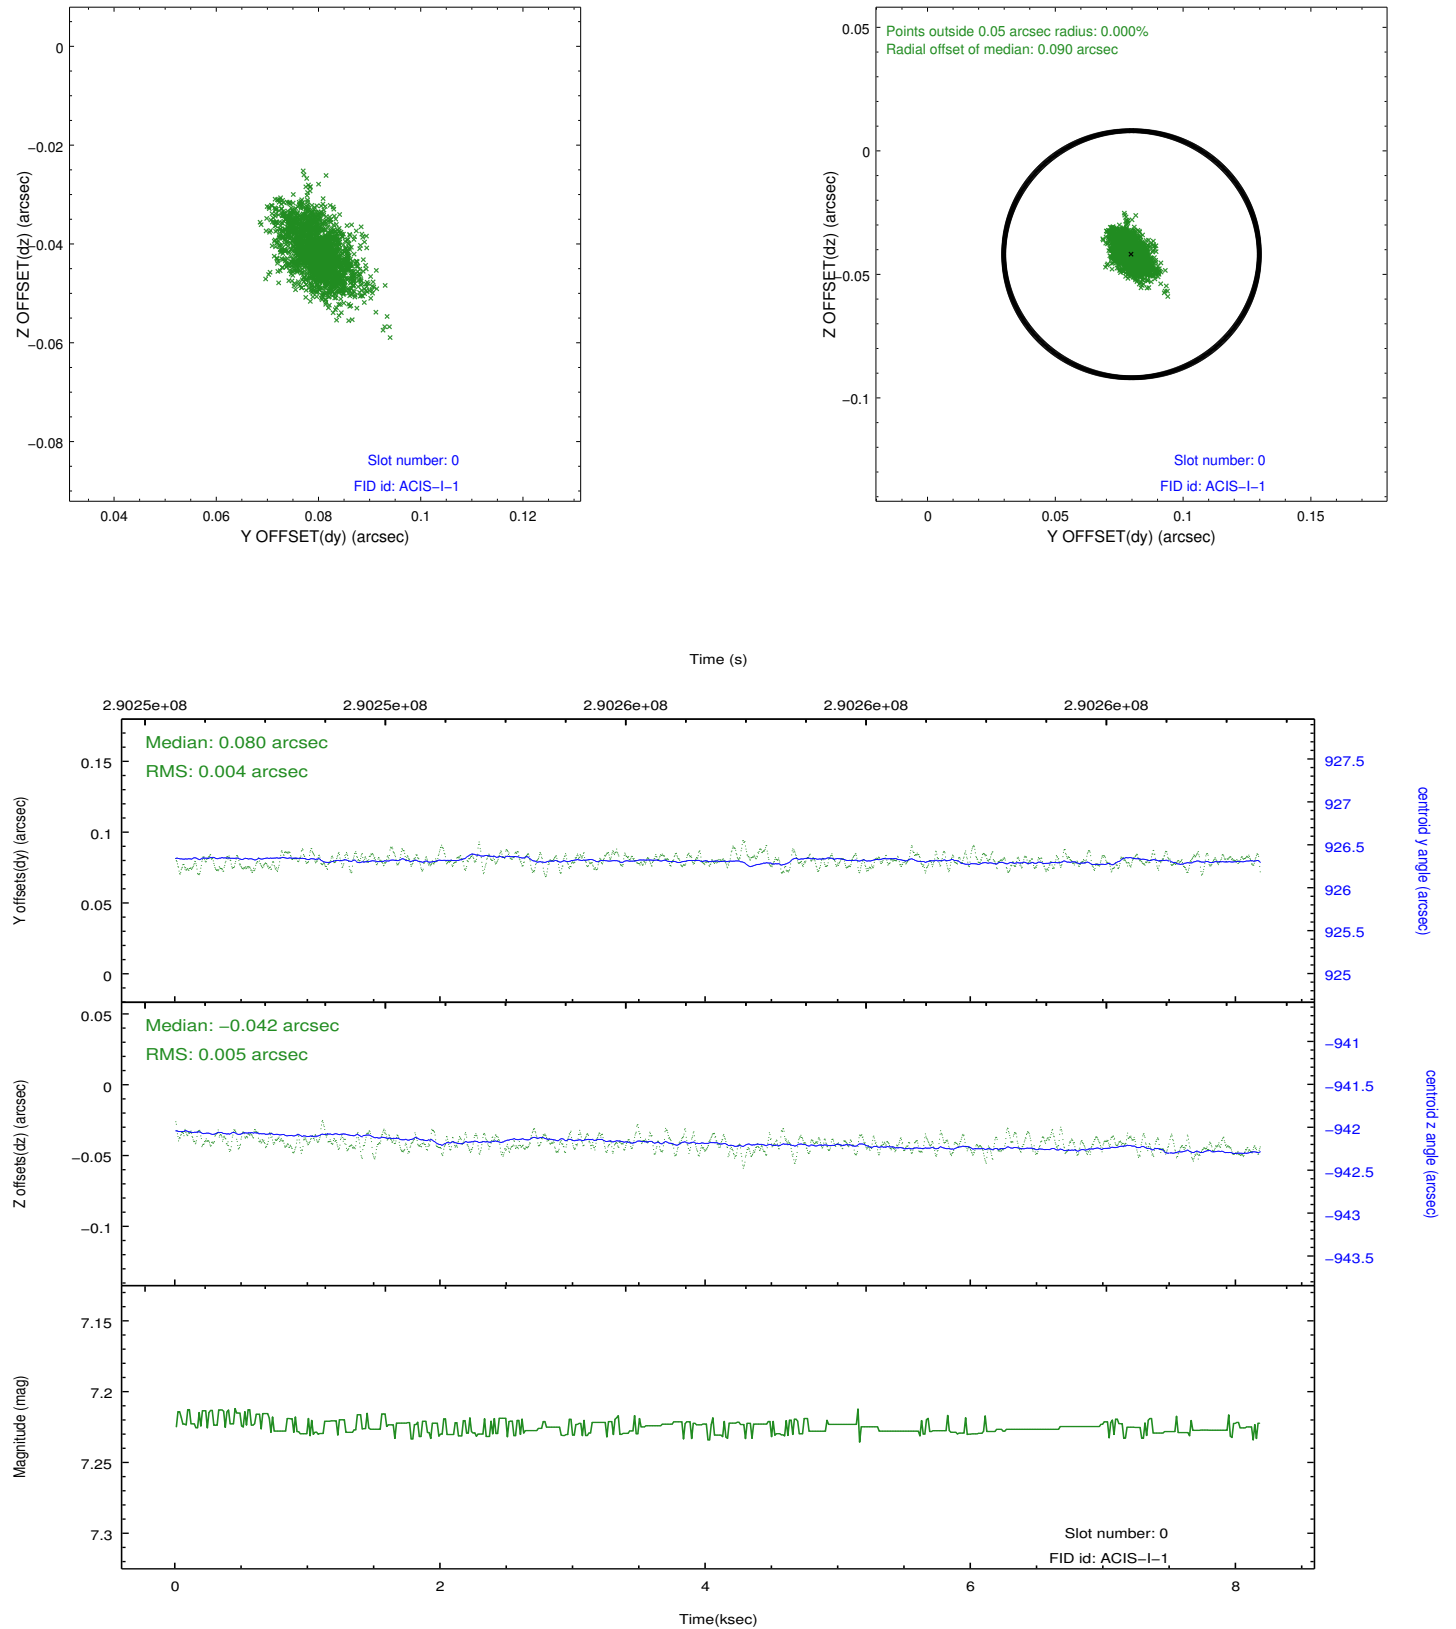 0
−0.02
−0.04
−0.06
−0.08
Z OFFSET(dz) (arcsec)
Slot number: 0
FID id: ACIS−I−1
0.04
0.06
0.08
0.1
0.12
Y OFFSET(dy) (arcsec)
Points outside 0.05 arcsec radius: 0.000%
Radial offset of median: 0.090 arcsec
0.05
0
−0.05
−0.1
Z OFFSET(dz) (arcsec)
Slot number: 0
FID id: ACIS−I−1
0
0.05
0.1
0.15
Y OFFSET(dy) (arcsec)
Time (s)
2.9025e+08
2.9025e+08
2.9026e+08
2.9026e+08
2.9026e+08
Median: 0.080 arcsec
RMS: 0.004 arcsec
0.15
0.1
0.05
0
Y offsets(dy) (arcsec)
927.5
927
926.5
926
925.5
925
centroid y angle (arcsec)
Median: −0.042 arcsec
RMS: 0.005 arcsec
0.05
0
−0.05
−0.1
Z offsets(dz) (arcsec)
−941
−941.5
−942
−942.5
−943
−943.5
centroid z angle (arcsec)
7.15
7.2
7.25
7.3
Magnitude (mag)
Slot number: 0
FID id: ACIS−I−1
0
2
4
6
8
Time(ksec)